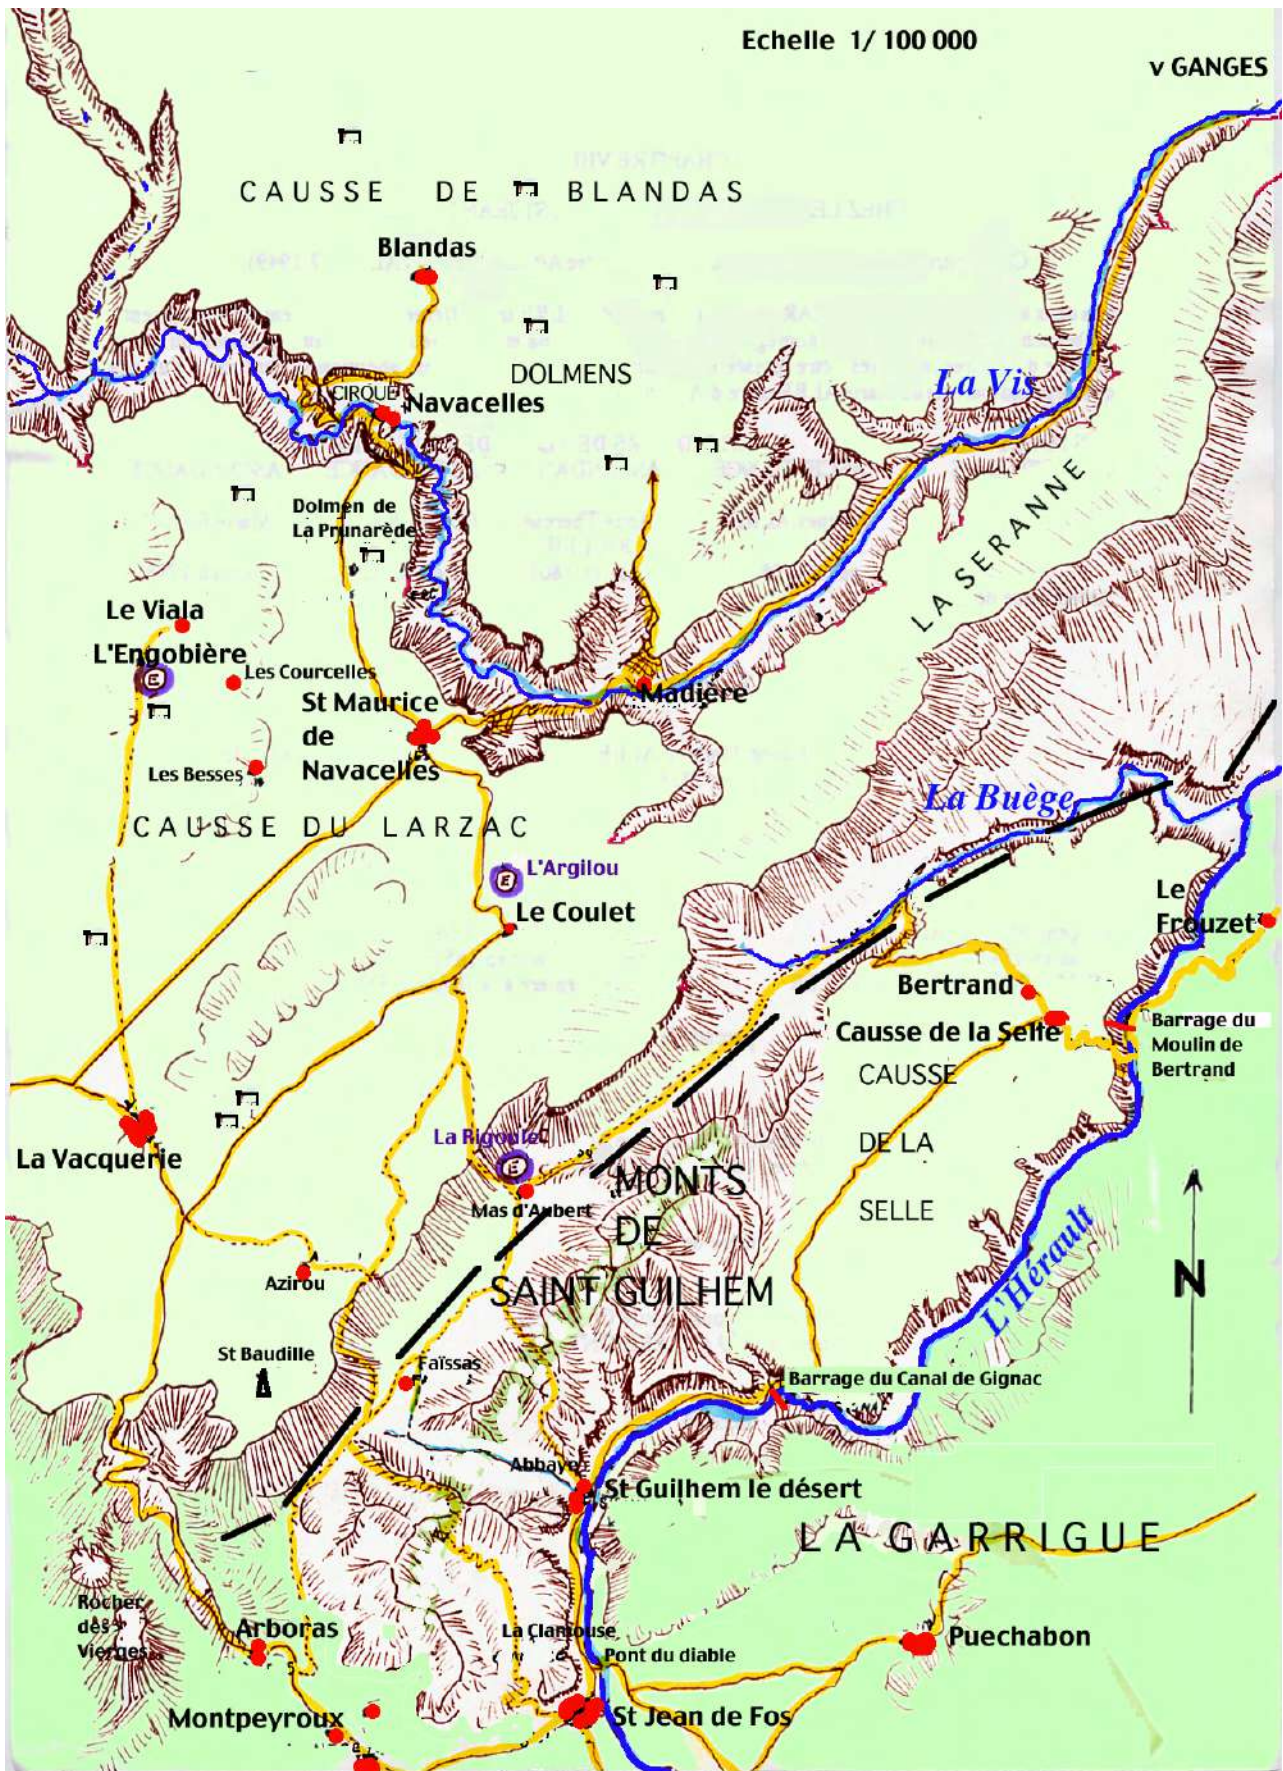 Echelle 1/ 100 000
v GANGES
CAUSSE DE BLANDAS
Blandas
DOLMENS
La Vis
CIRQUE
Navacelles
Dolmen de
La Prunarède
LA SERANNE
Le Viala
L'Engobière
E
Les Courcelles
St Maurice
de
Navacelles
Madière
Les Besses
La Buège
CAUSSE DU LARZAC
E
L'Argilou
Le Coulet
Le
Frouzet
Bertrand
Causse de la Selle
Barrage du
Moulin de
Bertrand
CAUSSE
DE LA
SELLE
La Vacquerie
La Rigoule
E
Mas d'Aubert
MONTS
DE
SAINT GUILHEM
L'Hérault
N
Azirou
St Baudille
Faïssas
Barrage du Canal de Gignac
Abbaye
St Guilhem le désert
LA GARRIGUE
Rocher
des
Vierges
Arboras
La Clamouse
Pont du diable
Puechabon
Montpeyroux
St Jean de Fos